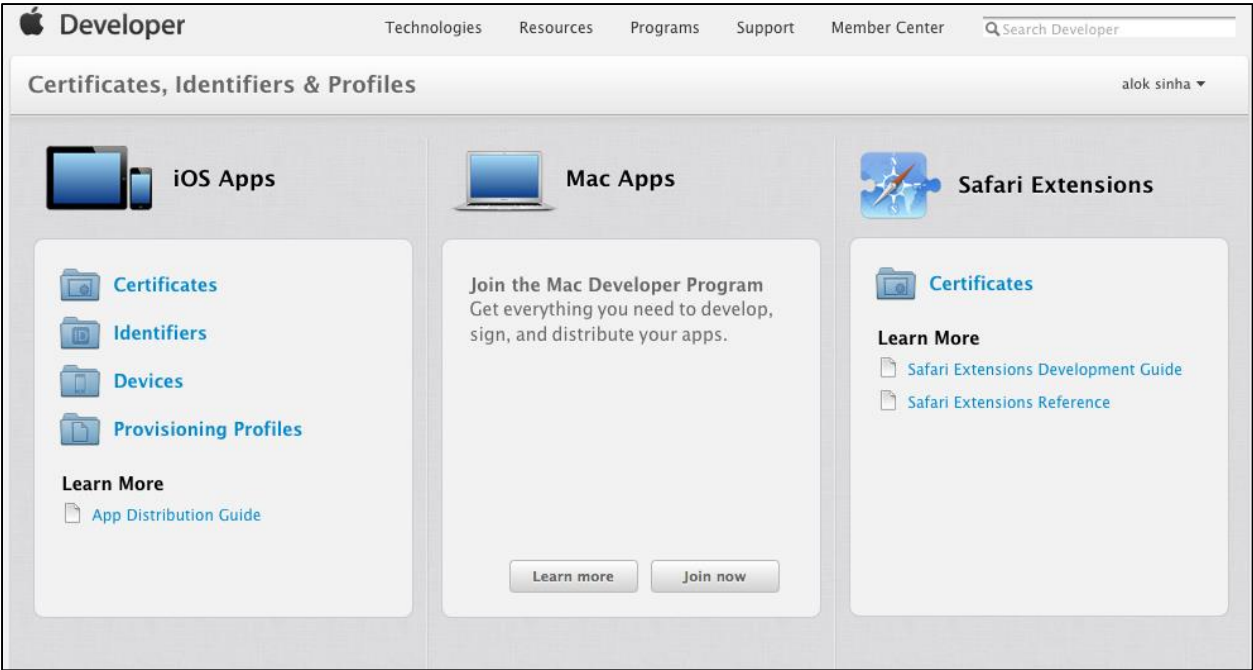 Developer
Technologies Resources Programs Support Member Center Search Developer
Certificates, Identifiers & Profiles
alok sinha
iOS Apps
Certificates
Identifiers
Devices
Provisioning Profiles
Learn More
App Distribution Guide
Mac Apps
Join the Mac Developer Program
Get everything you need to develop,
sign, and distribute your apps.
Learn more
Join now
Safari Extensions
Certificates
Learn More
Safari Extensions Development Guide
Safari Extensions Reference